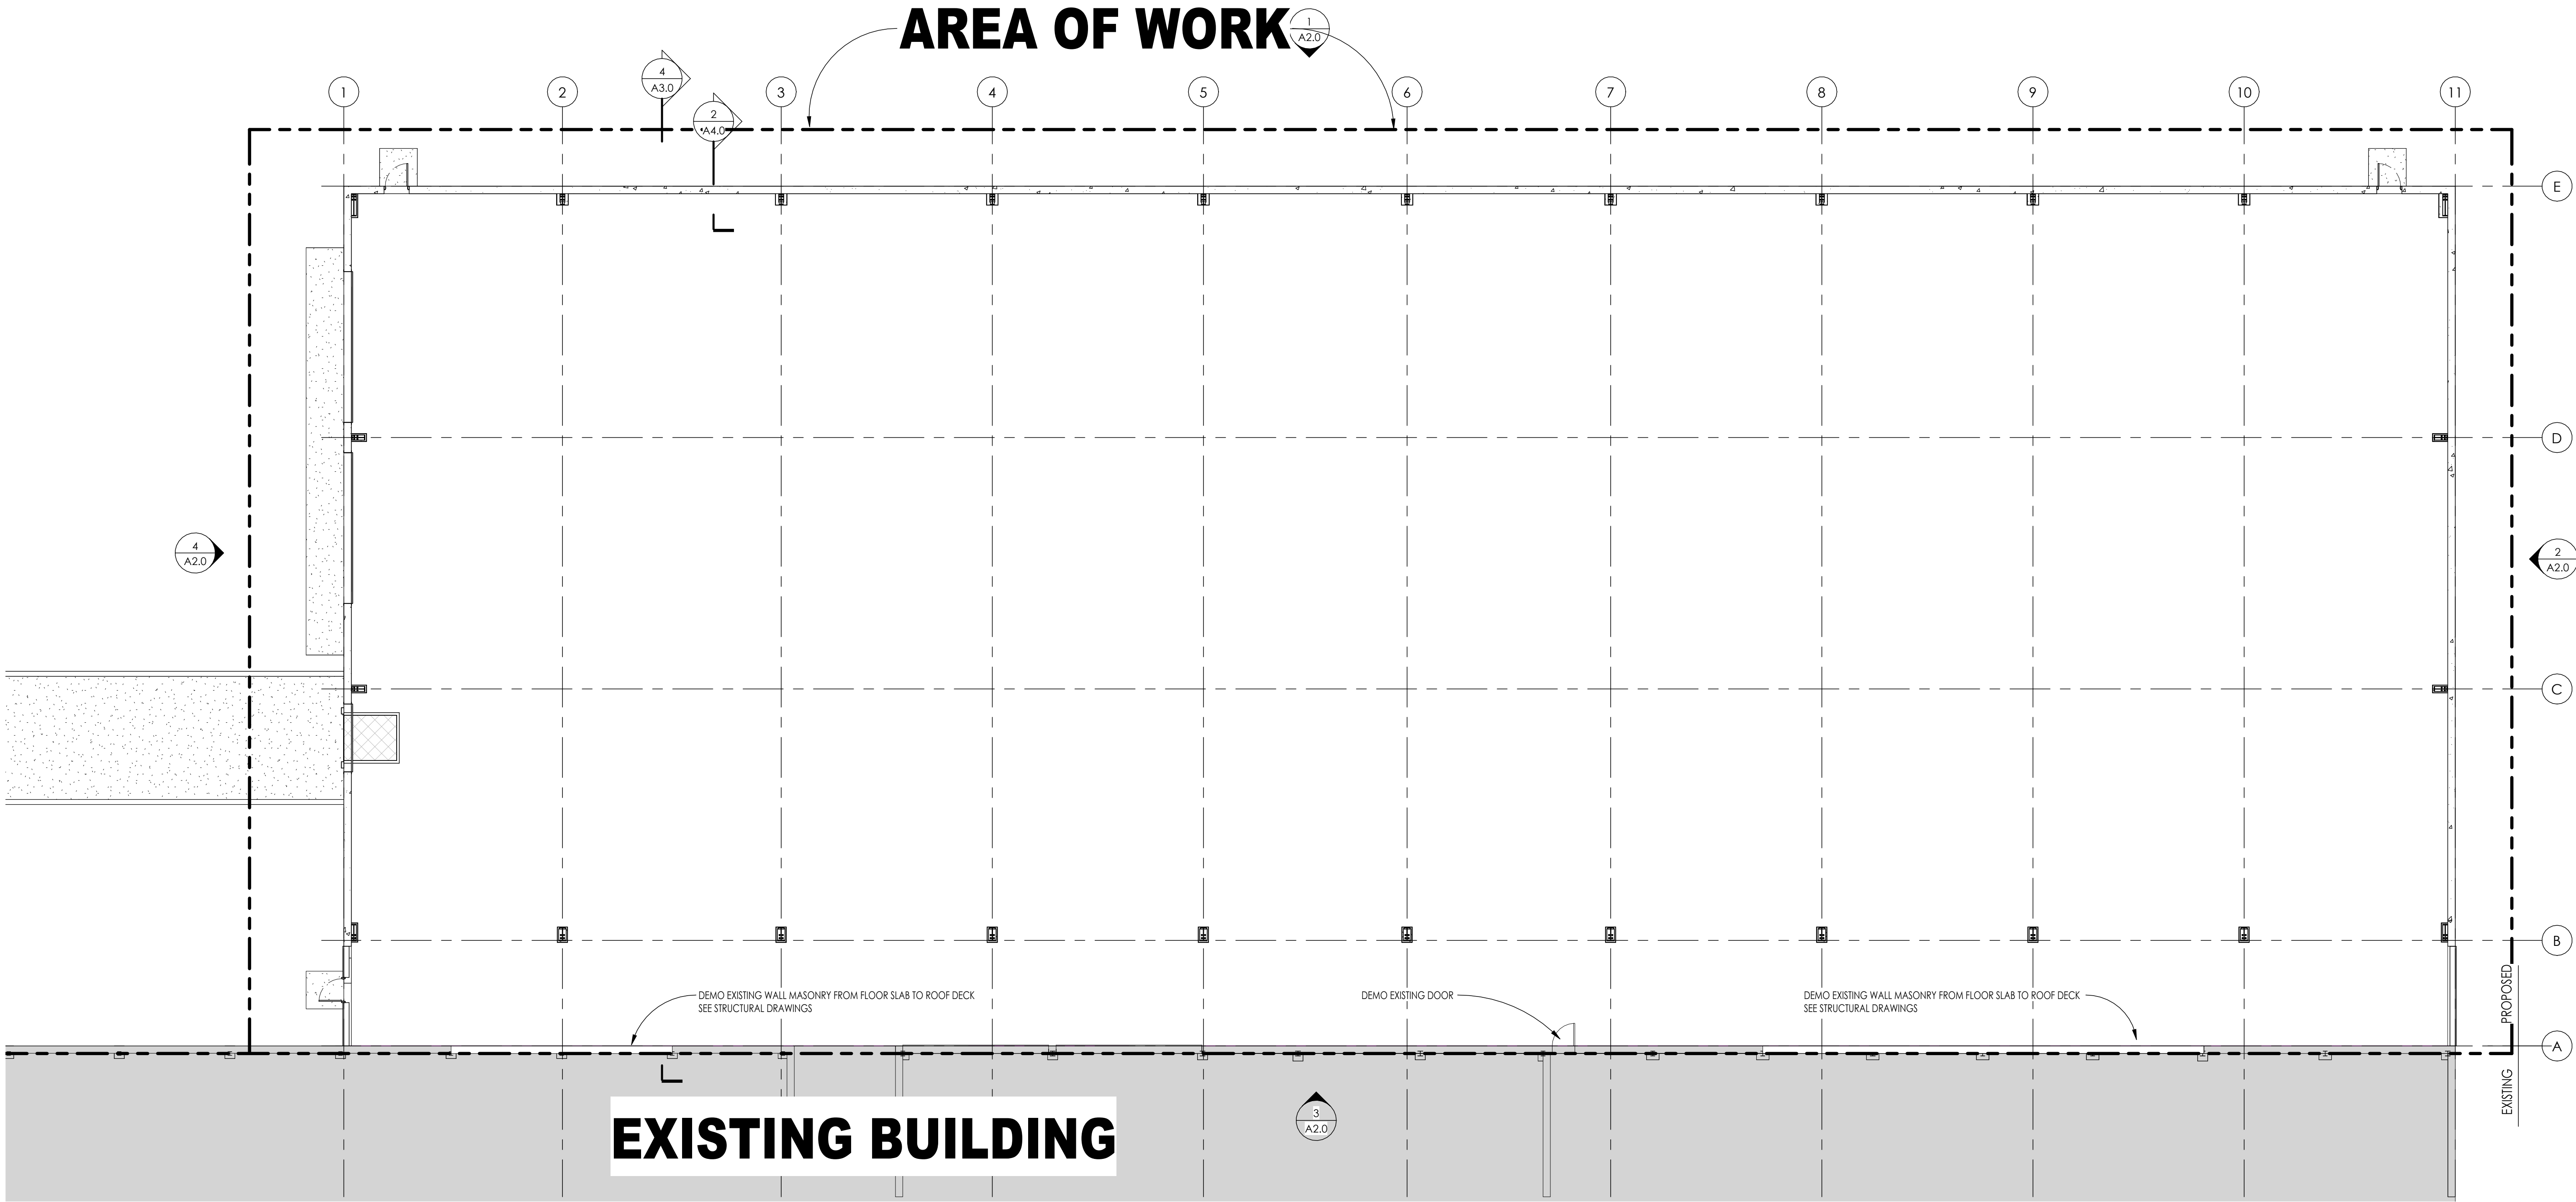 AREA OF WORK
1
A2.0
4
A3.0
2
A4.0
1
2
3
4
5
6
7
8
9
10
11
E
D
4
A2.0
2
A2.0
C
B
DEMO EXISTING WALL MASONRY FROM FLOOR SLAB TO ROOF DECK
SEE STRUCTURAL DRAWINGS
DEMO EXISTING DOOR
DEMO EXISTING WALL MASONRY FROM FLOOR SLAB TO ROOF DECK
SEE STRUCTURAL DRAWINGS
PROPOSED
A
EXISTING
EXISTING BUILDING
3
A2.0